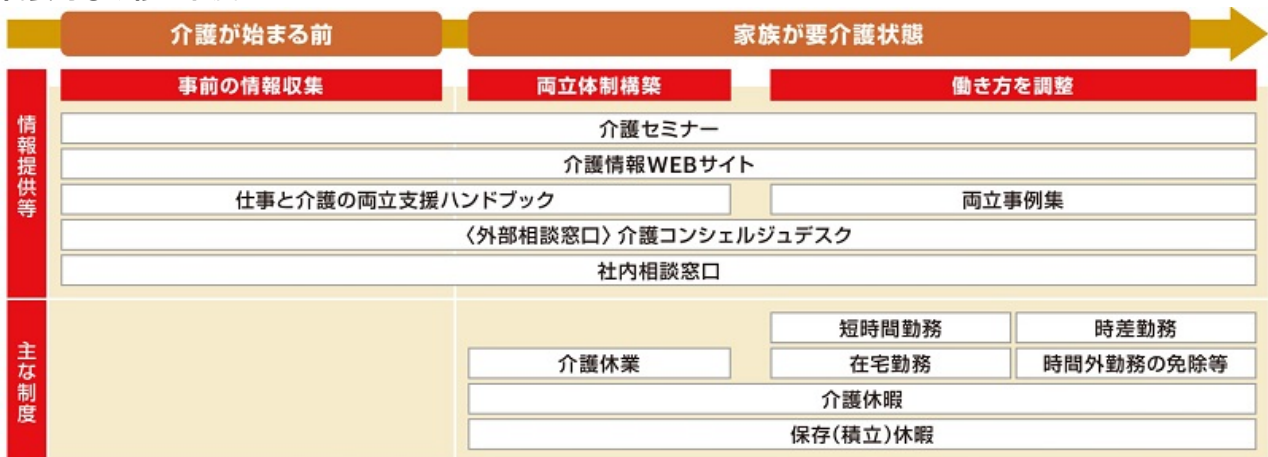 介護が始まる前
家族が要介護状態
事前の情報収集
両立体制構築
働き方を調整
情報提供等
介護セミナー
介護情報WEBサイト
仕事と介護の両立支援ハンドブック
両立事例集
〈外部相談窓口〉介護コンシェルジュデスク
社内相談窓口
主な制度
短時間勤務
時差勤務
介護休業
在宅勤務
時間外勤務の免除等
介護休暇
保存(積立)休暇